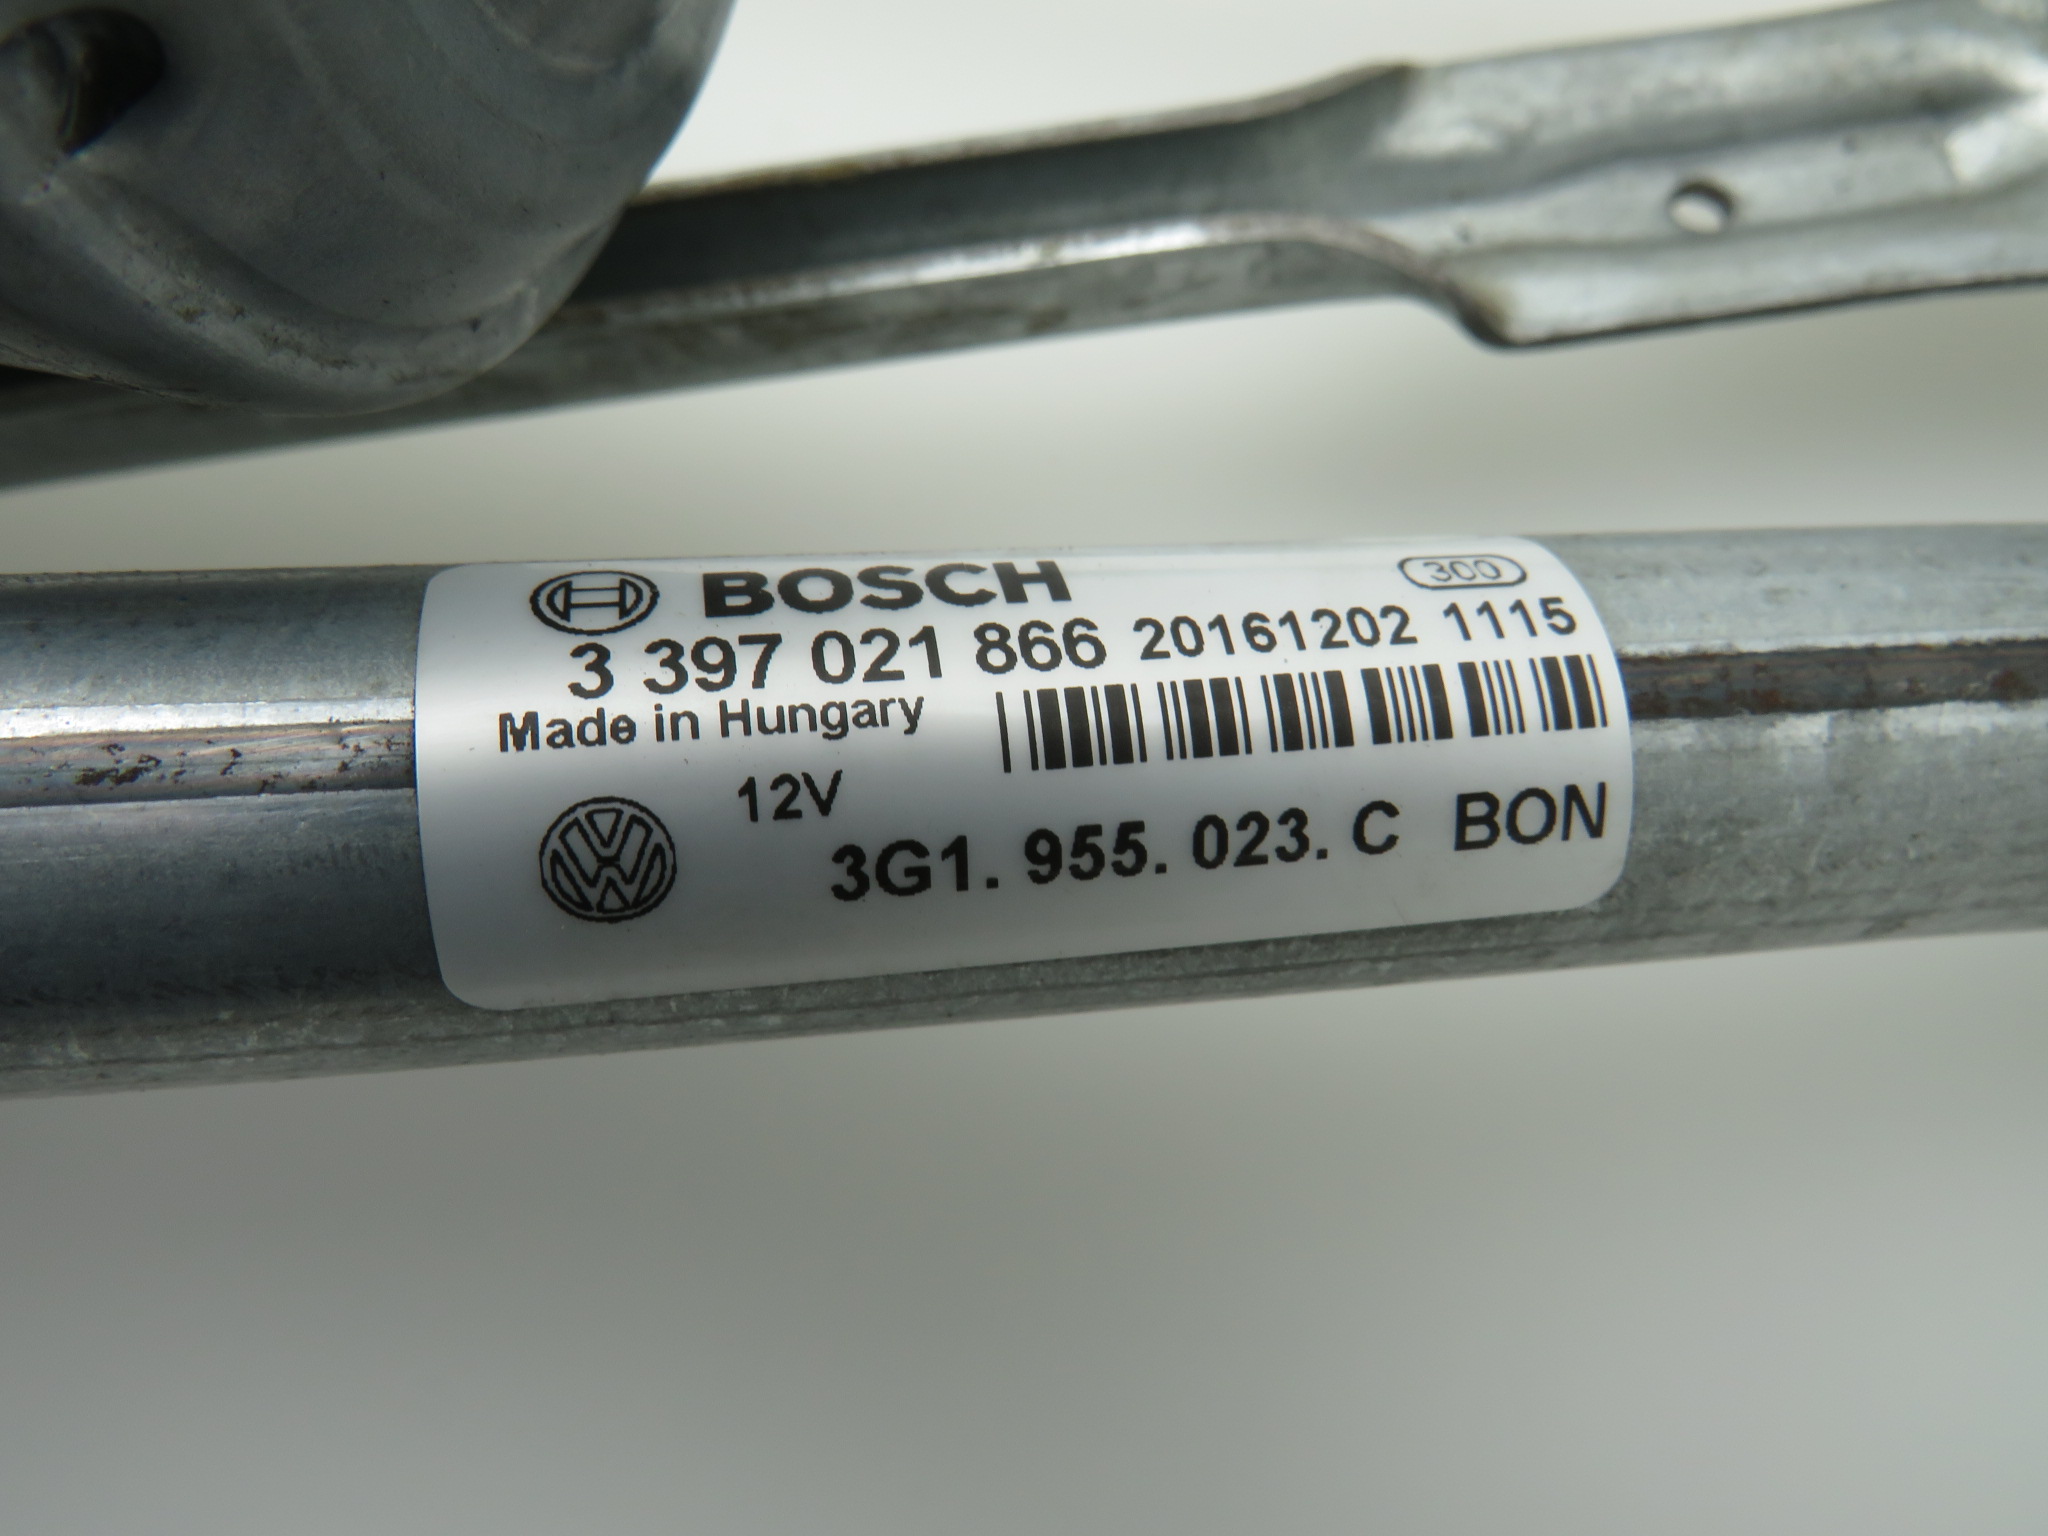 BOSCH 300
3 397 021 866 20161202 1115
Made in Hungary
12V
3G1. 955. 023. C BON